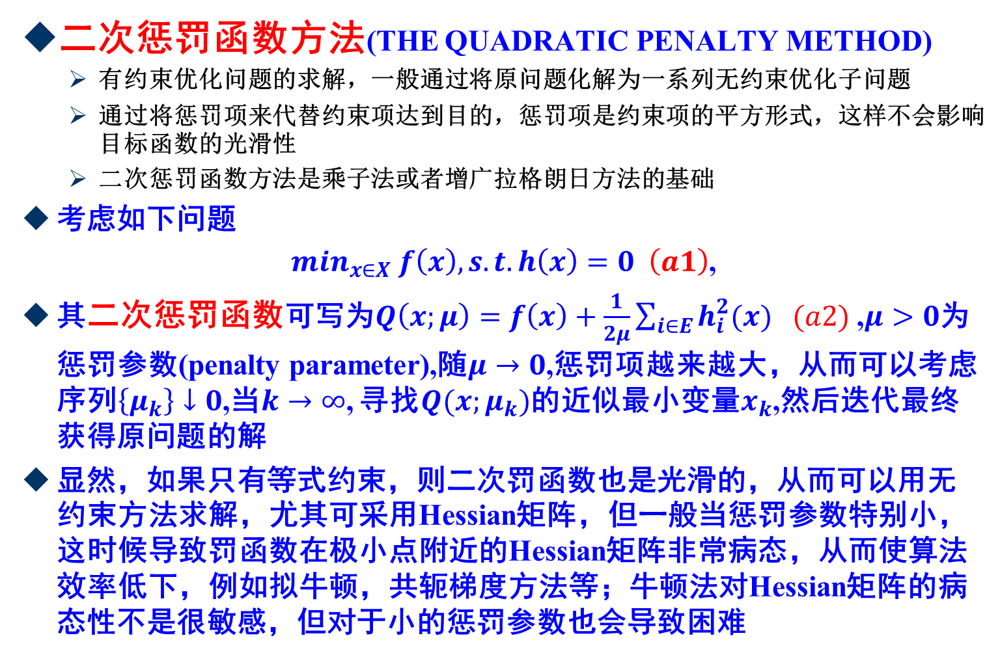 ◆二次惩罚函数方法(THE QUADRATIC PENALTY METHOD)
➢ 有约束优化问题的求解，一般通过将原问题化解为一系列无约束优化子问题
➢ 通过将惩罚项来代替约束项达到目的，惩罚项是约束项的平方形式，这样不会影响
目标函数的光滑性
➢ 二次惩罚函数方法是乘子法或者增广拉格朗日方法的基础
◆ 考虑如下问题
$min_{x∈X} f(x), s.t. h(x) = 0$ (a1),
◆ 其二次惩罚函数可写为$Q(x; μ) = f(x) + \frac{1}{2μ}\sum_{i∈E} h_i^2(x)$ (a2) ,$μ > 0$为
惩罚参数(penalty parameter),随$μ → 0$,惩罚项越来越大，从而可以考虑
序列$\{μ_k\} ↓ 0$,当$k → ∞$, 寻找$Q(x; μ_k)$的近似最小变量$x_k$,然后迭代最终
获得原问题的解
◆ 显然，如果只有等式约束，则二次罚函数也是光滑的，从而可以用无
约束方法求解，尤其可采用Hessian矩阵，但一般当惩罚参数特别小，
这时候导致罚函数在极小点附近的Hessian矩阵非常病态，从而使算法
效率低下，例如拟牛顿，共轭梯度方法等；牛顿法对Hessian矩阵的病
态性不是很敏感，但对于小的惩罚参数也会导致困难